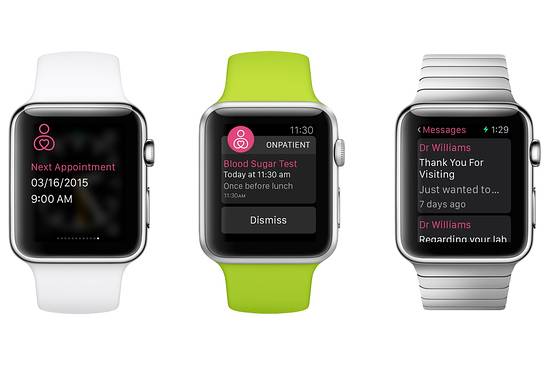 Next Appointment
03/16/2015
9:00 AM
11:30
ONPATIENT
Blood Sugar Test
Today at 11:30 am
Once before lunch
11:30AM
Dismiss
Messages 1:29
Dr Williams
Thank You For
Visiting
Just wanted to...
7 days ago
Dr Williams
Regarding your lab